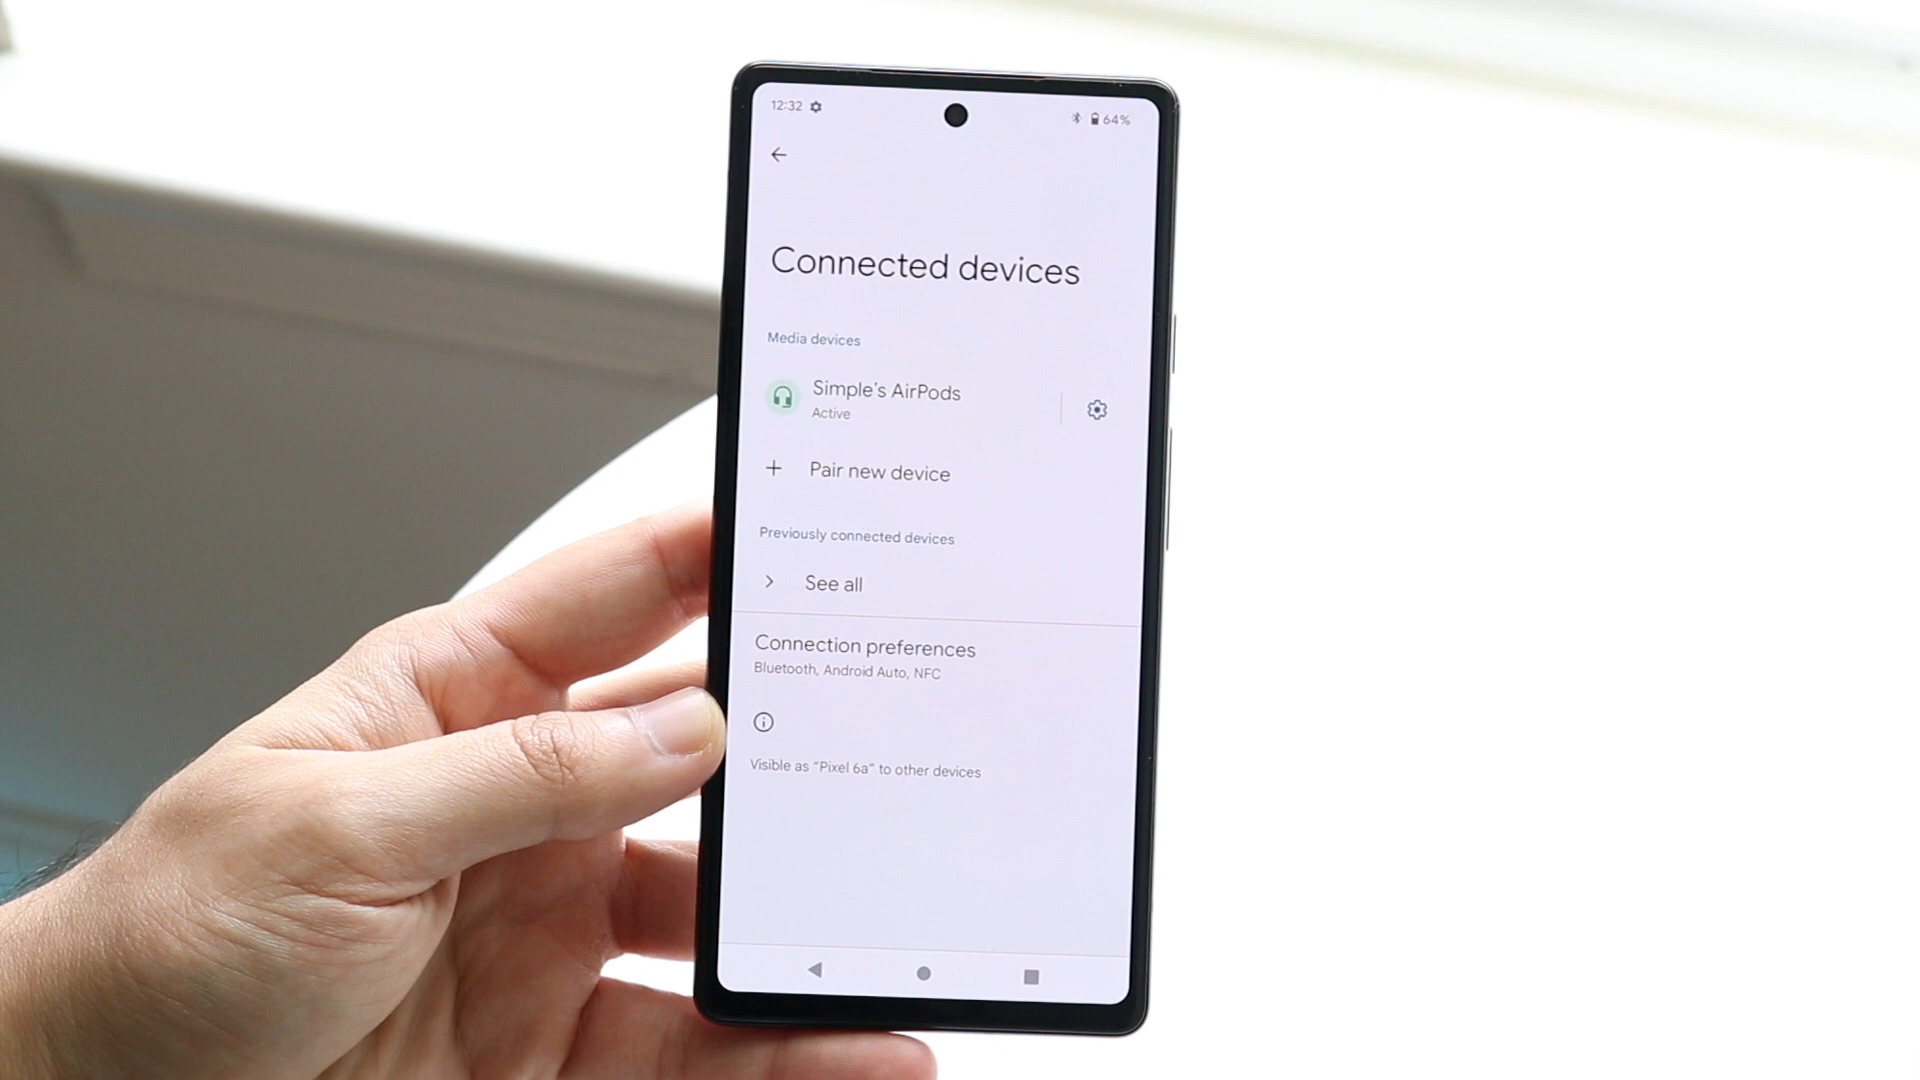 12:32
64%
Connected devices
Media devices
Simple's AirPods
Active
Pair new device
Previously connected devices
See all
Connection preferences
Bluetooth, Android Auto, NFC
Visible as “Pixel 6a” to other devices